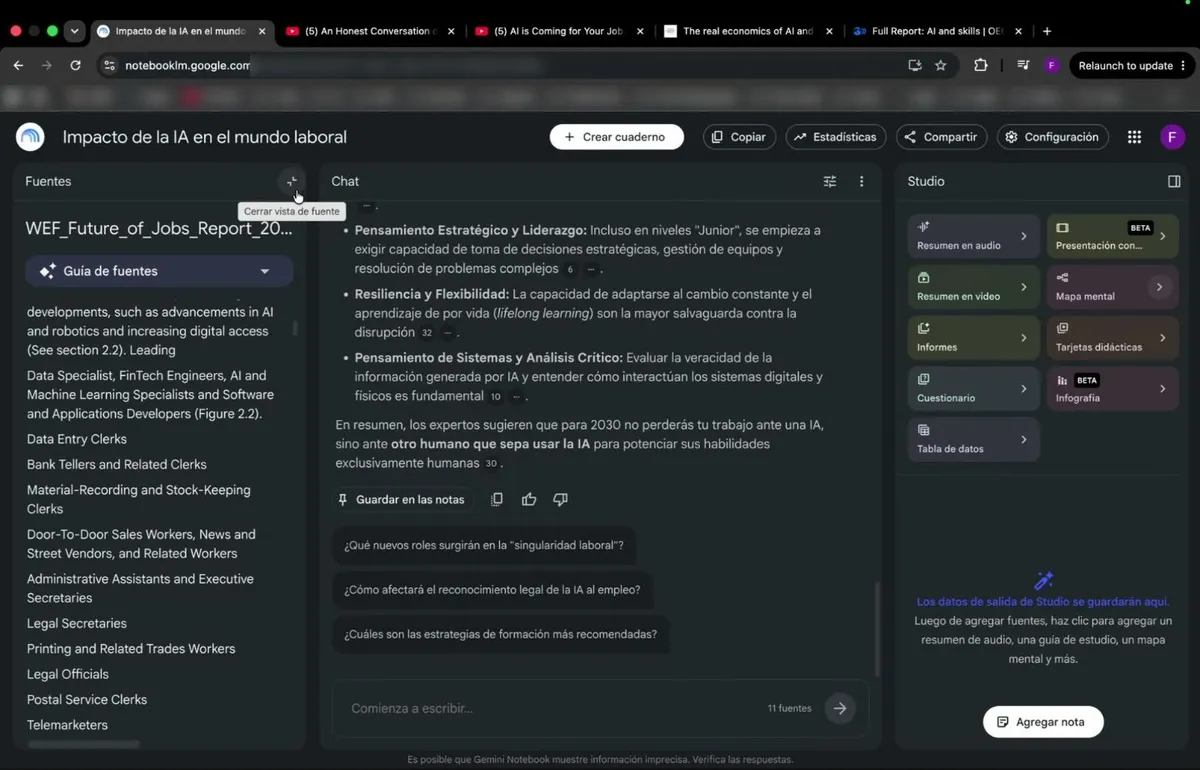 Impacto de la IA en el mundo
(5) An Honest Conversation o
(5) AI is Coming for Your Job
The real economics of AI and
Full Report: AI and skills | OE
notebooklm.google.com
F
Relaunch to update
Impacto de la IA en el mundo laboral
+ Crear cuaderno
Copiar
Estadísticas
Compartir
Configuración
F
Fuentes
Cerrar vista de fuente
WEF_Future_of_Jobs_Report_20...
Guía de fuentes
developments, such as advancements in AI
and robotics and increasing digital access
(See section 2.2). Leading
Data Specialist, FinTech Engineers, AI and
Machine Learning Specialists and Software
and Applications Developers (Figure 2.2).
Data Entry Clerks
Bank Tellers and Related Clerks
Material-Recording and Stock-Keeping
Clerks
Door-To-Door Sales Workers, News and
Street Vendors, and Related Workers
Administrative Assistants and Executive
Secretaries
Legal Secretaries
Printing and Related Trades Workers
Legal Officials
Postal Service Clerks
Telemarketers
Chat
... .
• Pensamiento Estratégico y Liderazgo: Incluso en niveles "Junior", se empieza a
exigir capacidad de toma de decisiones estratégicas, gestión de equipos y
resolución de problemas complejos 6 ... .
• Resiliencia y Flexibilidad: La capacidad de adaptarse al cambio constante y el
aprendizaje de por vida (lifelong learning) son la mayor salvaguarda contra la
disrupción 32 ... .
• Pensamiento de Sistemas y Análisis Crítico: Evaluar la veracidad de la
información generada por IA y entender cómo interactúan los sistemas digitales y
físicos es fundamental 10 ... .
En resumen, los expertos sugieren que para 2030 no perderás tu trabajo ante una IA,
sino ante otro humano que sepa usar la IA para potenciar sus habilidades
exclusivamente humanas 30 .
Guardar en las notas
¿Qué nuevos roles surgirán en la "singularidad laboral"?
¿Cómo afectará el reconocimiento legal de la IA al empleo?
¿Cuáles son las estrategias de formación más recomendadas?
Comienza a escribir...
11 fuentes
Es posible que Gemini Notebook muestre información imprecisa. Verifica las respuestas.
Studio
Resumen en audio
BETA
Presentación con...
Resumen en video
Mapa mental
Informes
Tarjetas didácticas
Cuestionario
BETA
Infografía
Tabla de datos
Los datos de salida de Studio se guardarán aquí.
Luego de agregar fuentes, haz clic para agregar un
resumen de audio, una guía de estudio, un mapa
mental y más.
Agregar nota